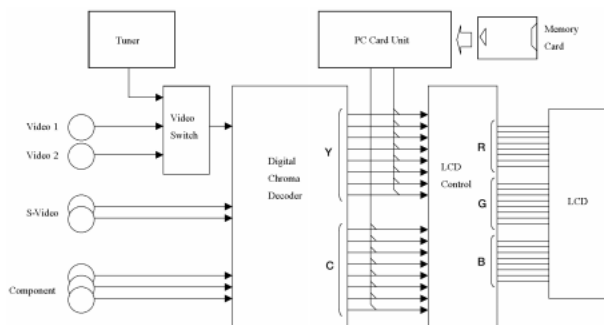 Tuner
PC Card Unit
Memory
Card
Video 1
Video 2
Video
Switch
S-Video
Component
Digital
Chroma
Decoder
Y
C
LCD
Control
R
G
B
LCD